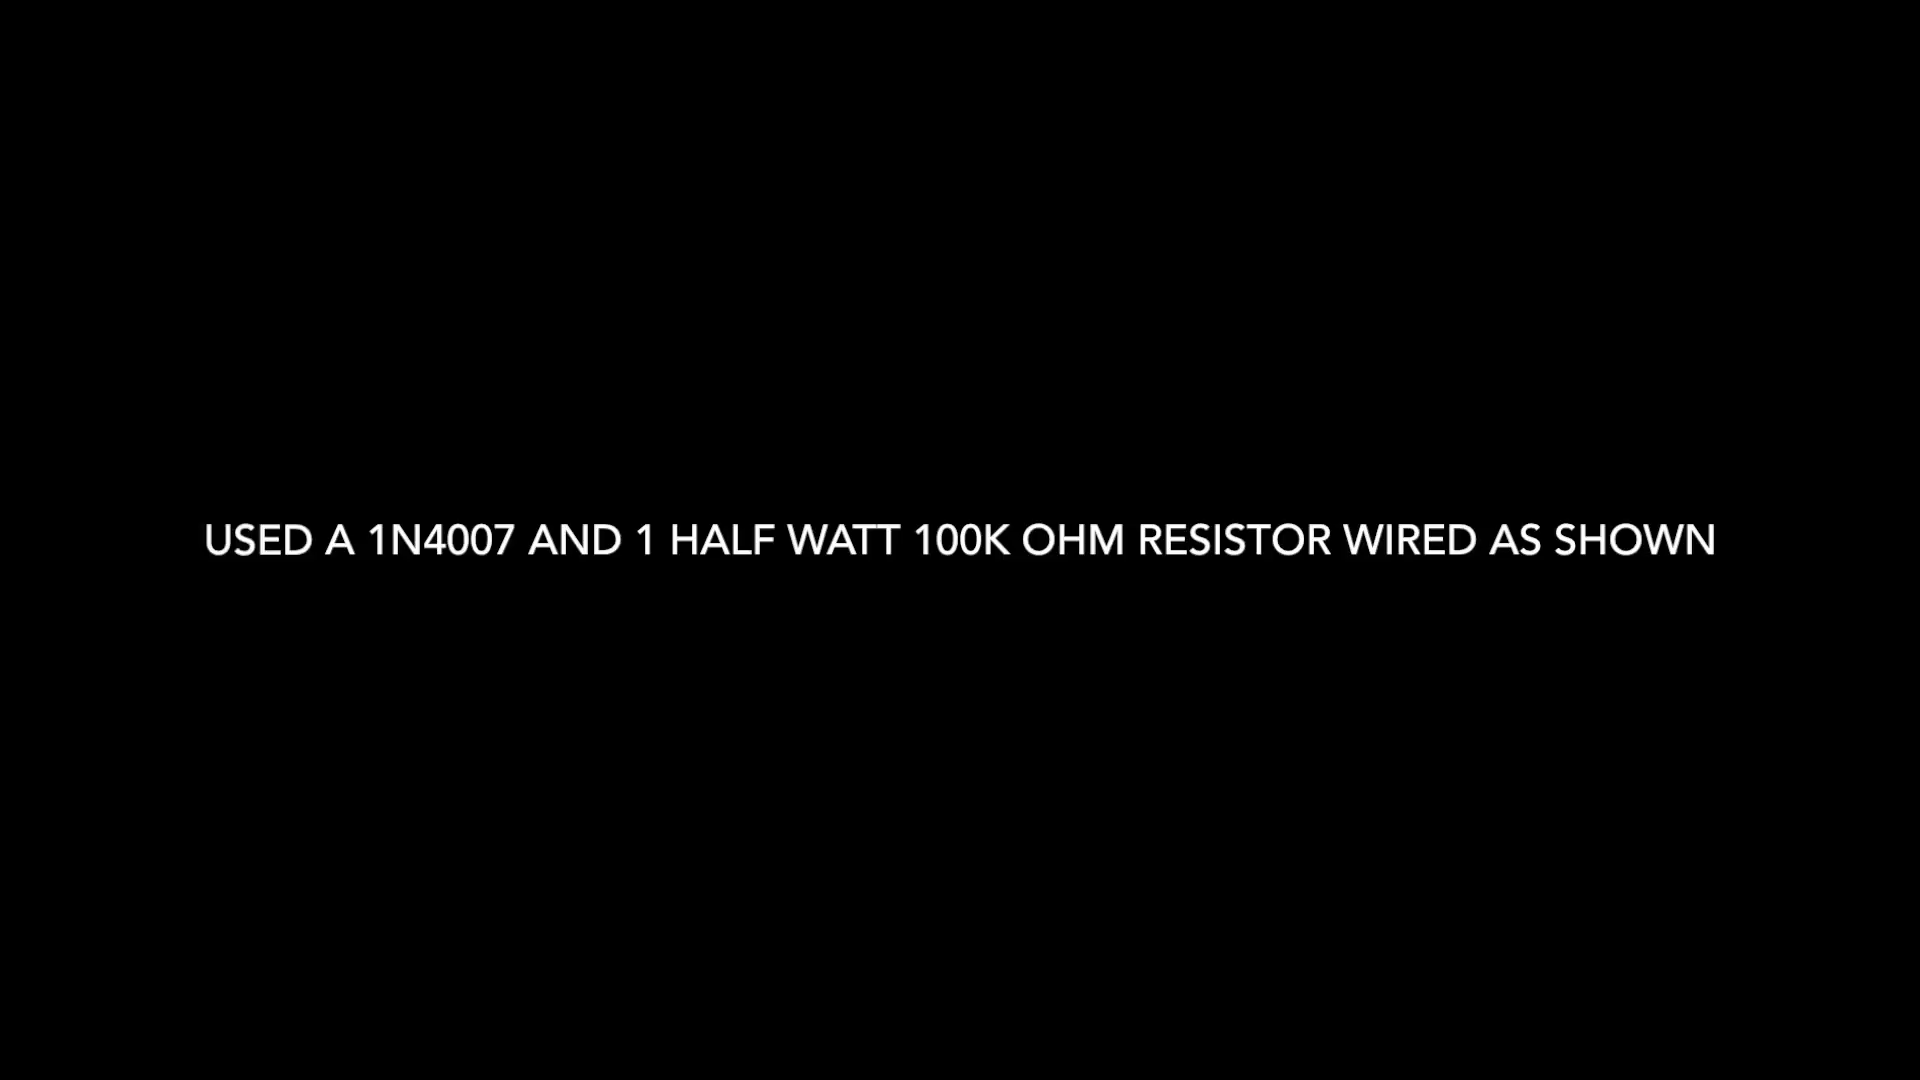 USED A 1N4007 AND 1 HALF WATT 100K OHM RESISTOR WIRED AS SHOWN